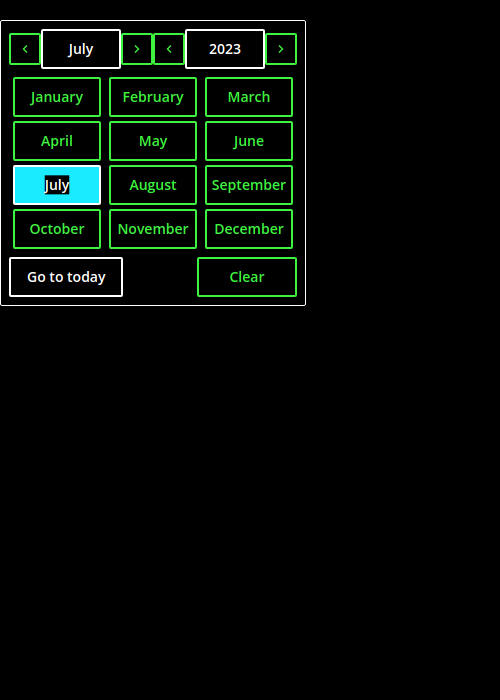 July 2023
January February March
April May June
July August September
October November December
Go to today Clear